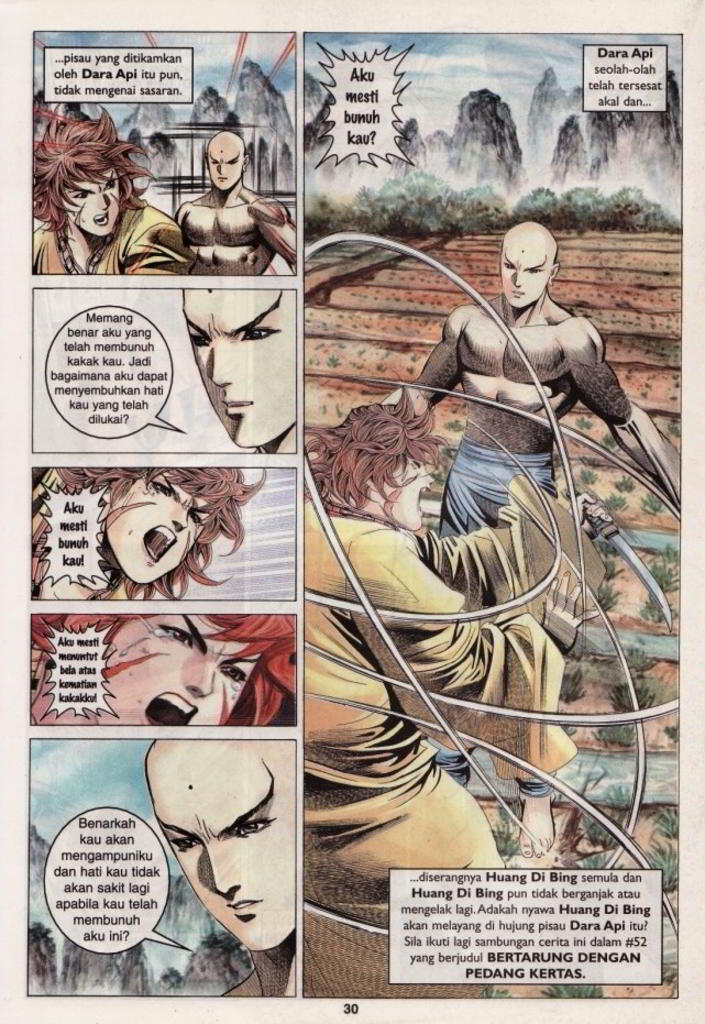 ...pisau yang ditikamkan
oleh Dara Api itu pun,
tidak mengenai sasaran.
Memang
benar aku yang
telah membunuh
kakak kau. Jadi
bagaimana aku dapat
menyembuhkan hati
kau yang telah
dilukai?
Aku
mesti
bunuh
kau!
Aku mesti
menuntut
bela atas
kematian
kakakku!
Benarkah
kau akan
mengampuniku
dan hati kau tidak
akan sakit lagi
apabila kau telah
membunuh
aku ini?
Aku
mesti
bunuh
kau?
Dara Api
seolah-olah
telah tersesat
akal dan...
...diserangnya Huang Di Bing semula dan
Huang Di Bing pun tidak berganjak atau
mengelak lagi. Adakah nyawa Huang Di Bing
akan melayang di hujung pisau Dara Api itu?
Sila ikuti lagi sambungan cerita ini dalam #52
yang berjudul BERTARUNG DENGAN
PEDANG KERTAS.
30